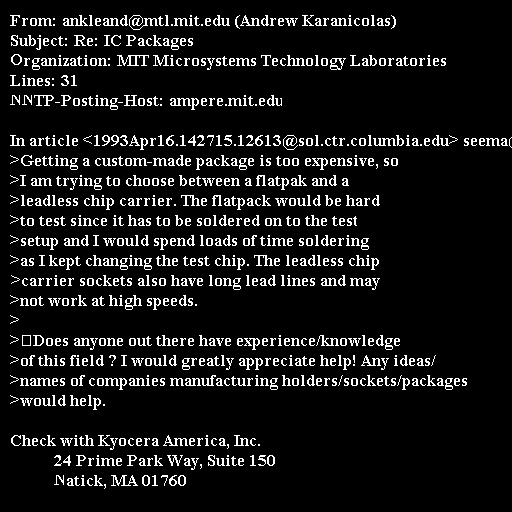 From: ankleand@mtl.mit.edu (Andrew Karanicolas)
Subject: Re: IC Packages
Organization: MIT Microsystems Technology Laboratories
Lines: 31
NNTP-Posting-Host: ampere.mit.edu

In article <1993Apr16.142715.12613@sol.ctr.columbia.edu> seema@
>Getting a custom-made package is too expensive, so
>I am trying to choose between a flatpak and a
>leadless chip carrier. The flatpack would be hard
>to test since it has to be soldered on to the test
>setup and I would spend loads of time soldering
>as I kept changing the test chip. The leadless chip
>carrier sockets also have long lead lines and may
>not work at high speeds.
>
>Does anyone out there have experience/knowledge
>of this field ? I would greatly appreciate help! Any ideas/
>names of companies manufacturing holders/sockets/packages
>would help.

Check with Kyocera America, Inc.
24 Prime Park Way, Suite 150
Natick, MA 01760